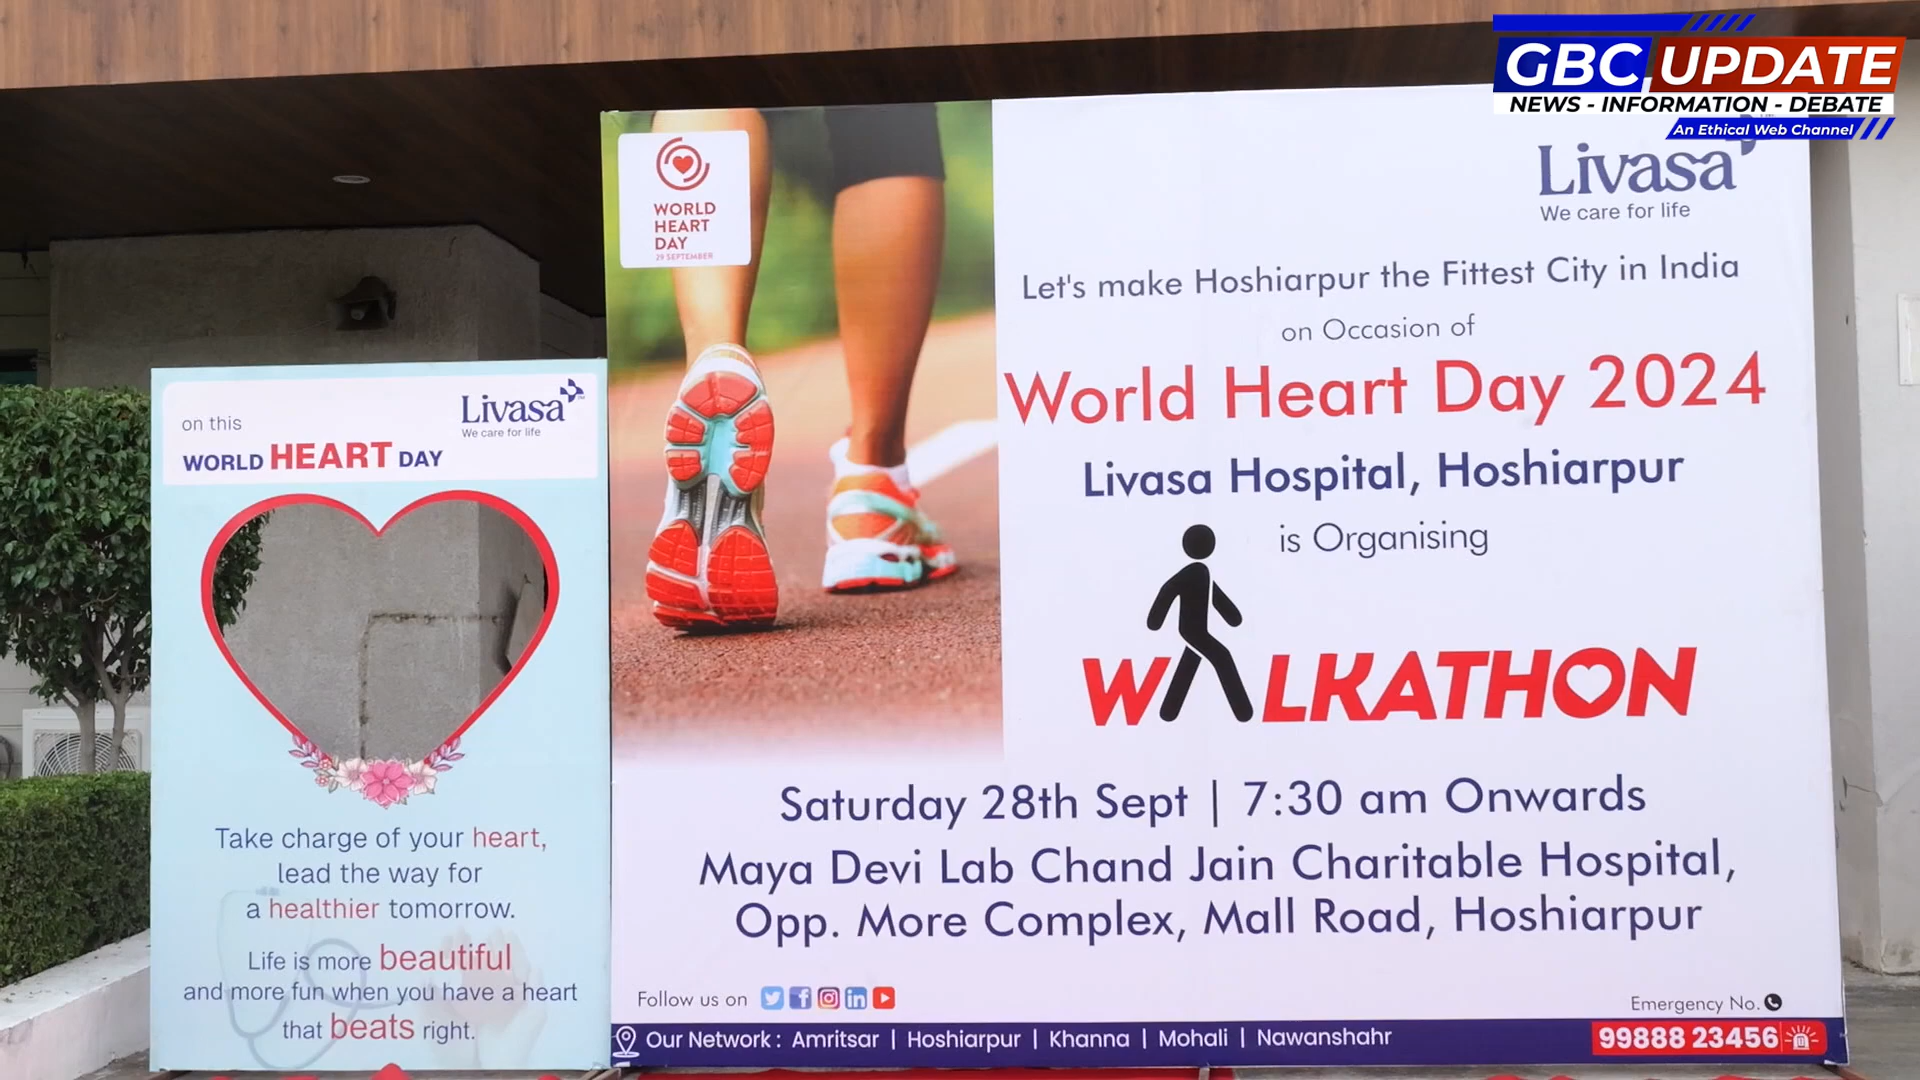 GBC UPDATE
NEWS - INFORMATION - DEBATE
An Ethical Web Channel
on this
WORLD HEART DAY
Livasa
We care for life
Take charge of your heart,
lead the way for
a healthier tomorrow.
Life is more beautiful
and more fun when you have a heart
that beats right.
WORLD
HEART
DAY
29 SEPTEMBER
Livasa
We care for life
Let's make Hoshiarpur the Fittest City in India
on Occasion of
World Heart Day 2024
Livasa Hospital, Hoshiarpur
is Organising
WALKATHON
Saturday 28th Sept | 7:30 am Onwards
Maya Devi Lab Chand Jain Charitable Hospital,
Opp. More Complex, Mall Road, Hoshiarpur
Follow us on
Emergency No.
Our Network : Amritsar | Hoshiarpur | Khanna | Mohali | Nawanshahr
99888 23456